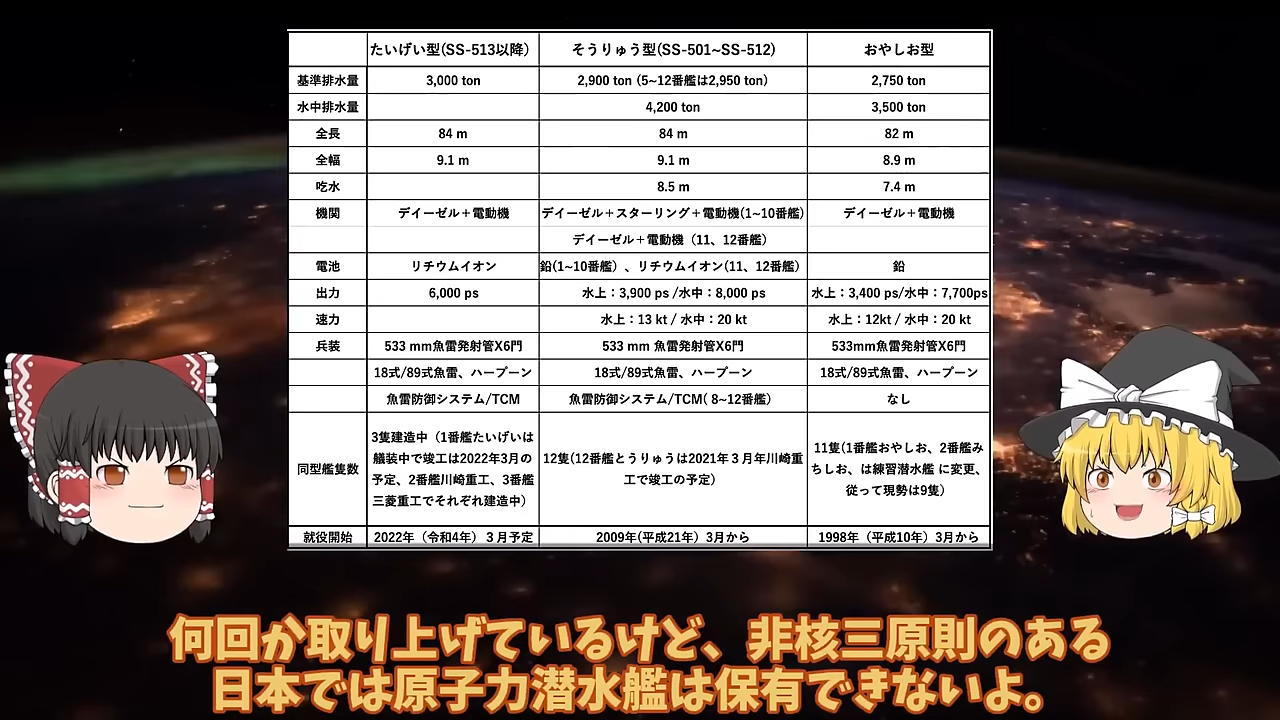 たいげい型(SS-513以降) そうりゅう型(SS-501~SS-512) おやしお型
基準排水量 3,000 ton 2,900 ton (5~12番艦は2,950 ton) 2,750 ton
水中排水量 4,200 ton 3,500 ton
全長 84 m 84 m 82 m
全幅 9.1 m 9.1 m 8.9 m
吃水 8.5 m 7.4 m
機関 デイーゼル＋電動機 デイーゼル＋スターリング＋電動機(1~10番艦) デイーゼル＋電動機
デイーゼル＋電動機（11、12番艦）
電池 リチウムイオン 鉛(1~10番艦）、リチウムイオン(11、12番艦） 鉛
出力 6,000 ps 水上：3,900 ps /水中：8,000 ps 水上：3,400 ps/水中：7,700ps
速力 水上：13 kt / 水中：20 kt 水上：12kt / 水中：20 kt
兵装 533 mm魚雷発射管X6門 533 mm 魚雷発射管X6門 533mm魚雷発射管X6門
18式/89式魚雷、ハープーン 18式/89式魚雷、ハープーン 18式/89式魚雷、ハープーン
魚雷防御システム/TCM 魚雷防御システム/TCM( 8~12番艦） なし
同型艦隻数
3隻建造中（1番艦たいげいは
艤装中で竣工は2022年3月の
予定、2番艦川崎重工、3番艦
三菱重工でそれぞれ建造中）
12隻(12番艦とうりゅうは2021年３月年川崎重
工で竣工の予定）
11隻(1番艦おやしお、2番艦み
ちしお、は練習潜水艦 に変更、
従って現勢は9隻）
就役開始 2022年（令和4年）３月予定 2009年(平成21年）3月から 1998年（平成10年）3月から
何回か取り上げているけど、非核三原則のある
日本では原子力潜水艦は保有できないよ。